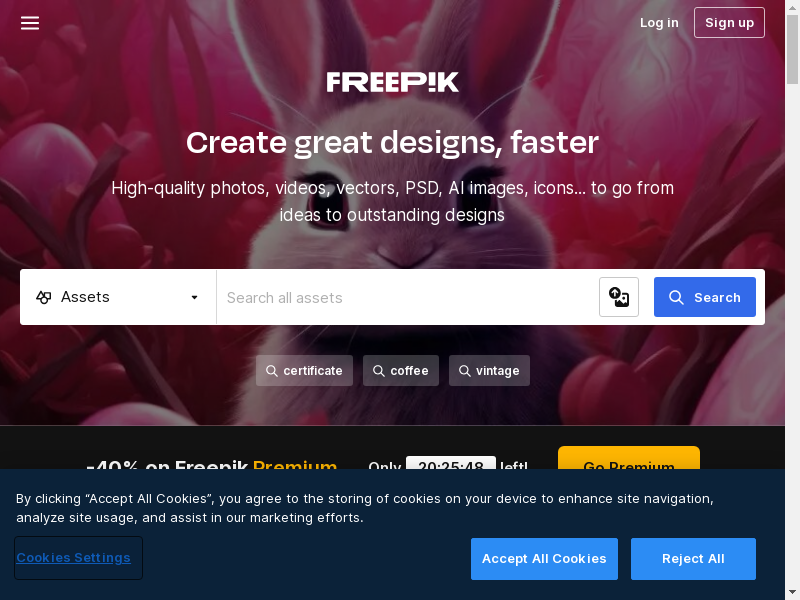 Log in
Sign up
FREEPIK
Create great designs, faster
High-quality photos, videos, vectors, PSD, AI images, icons... to go from
ideas to outstanding designs
Assets
Search all assets
Search
certificate
coffee
vintage
-40% on Freepik Premium
Only 20:25:48 left!
Go Premium
By clicking “Accept All Cookies”, you agree to the storing of cookies on your device to enhance site navigation,
analyze site usage, and assist in our marketing efforts.
Cookies Settings
Accept All Cookies
Reject All